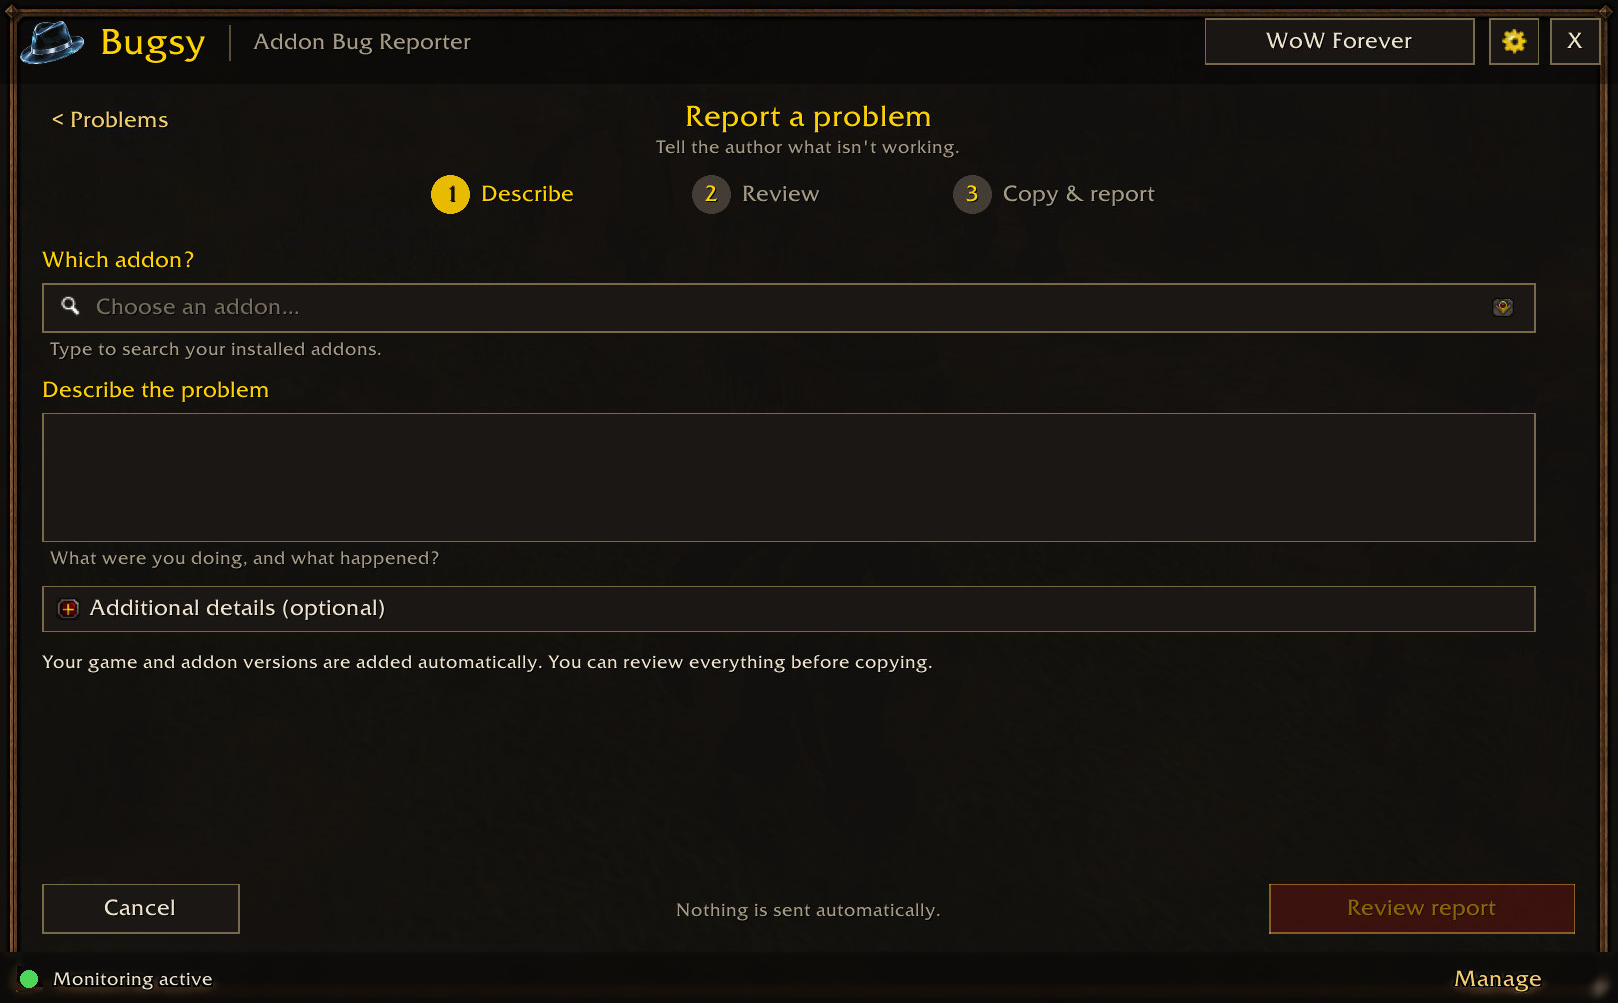 Bugsy
Addon Bug Reporter
WoW Forever
X
< Problems
Report a problem
Tell the author what isn't working.
1 Describe
2 Review
3 Copy & report
Which addon?
Choose an addon...
Type to search your installed addons.
Describe the problem
What were you doing, and what happened?
Additional details (optional)
Your game and addon versions are added automatically. You can review everything before copying.
Cancel
Nothing is sent automatically.
Review report
Monitoring active
Manage